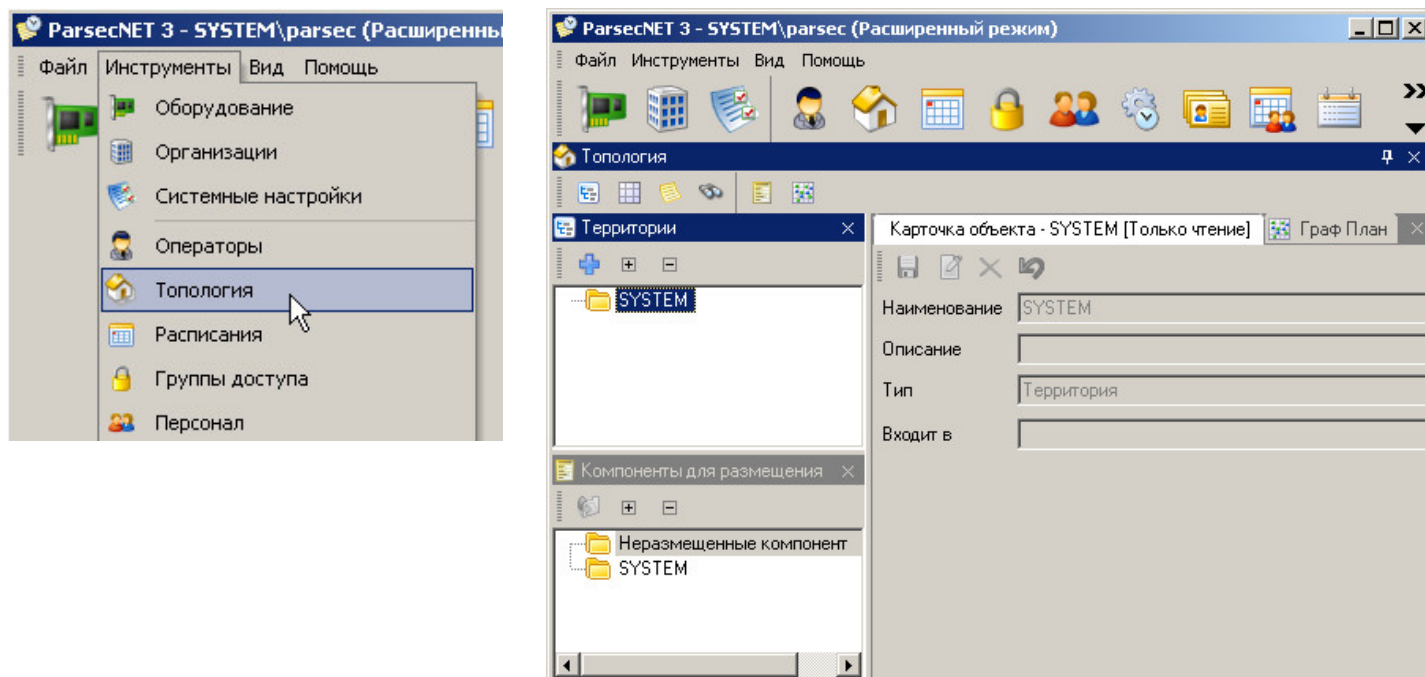 ParsecNET 3 - SYSTEM\parsec (Расширенны
Файл Инструменты Вид Помощь
Оборудование
Организации
Системные настройки
Операторы
Топология
Расписания
Группы доступа
Персонал
ParsecNET 3 - SYSTEM\parsec (Расширенный режим)
Файл Инструменты Вид Помощь
Топология
Территории
SYSTEM
Карточка объекта - SYSTEM [Только чтение] Граф План
Наименование SYSTEM
Описание
Тип Территория
Входит в
Компоненты для размещения
Неразмещенные компонент
SYSTEM